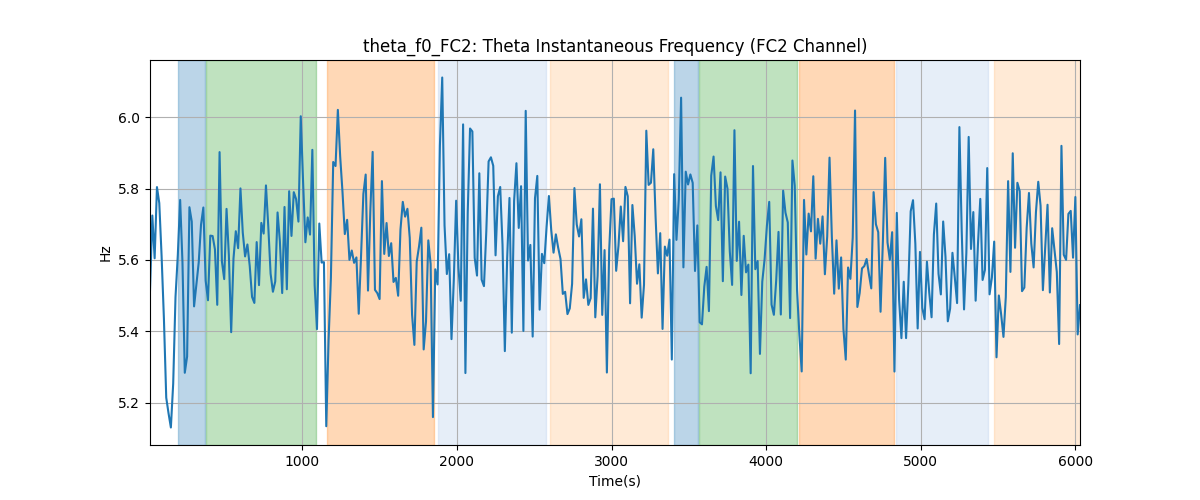 theta_f0_FC2: Theta Instantaneous Frequency (FC2 Channel)
6.0
5.8
5.6
5.4
5.2
Hz
1000 2000 3000 4000 5000 6000
Time(s)